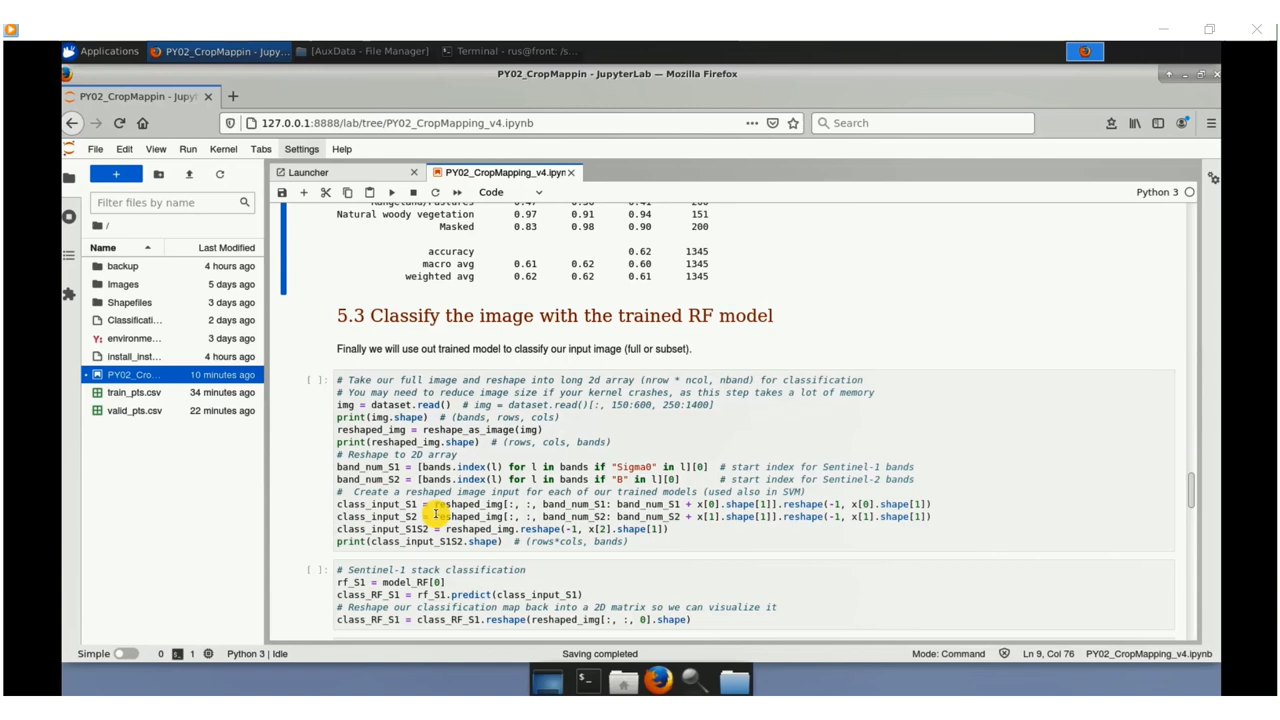 Applications
PY02_CropMappin - Jupy...
[AuxData - File Manager]
Terminal - rus@front: /s...
PY02_CropMappin - JupyterLab — Mozilla Firefox
PY02_CropMappin - Jupyt
127.0.0.1:8888/lab/tree/PY02_CropMapping_v4.ipynb
Search
File Edit View Run Kernel Tabs Settings Help
Launcher
PY02_CropMapping_v4.ipyn
Code
Python 3
Filter files by name
/
Name Last Modified
backup 4 hours ago
Images 5 days ago
Shapefiles 3 days ago
Classificati... 2 days ago
Y: environme... 3 days ago
install_inst... 4 hours ago
PY02_Cro... 10 minutes ago
train_pts.csv 34 minutes ago
valid_pts.csv 22 minutes ago
Natural woody vegetation 0.97 0.91 0.94 151
Masked 0.83 0.98 0.90 200
accuracy 0.62 1345
macro avg 0.61 0.62 0.60 1345
weighted avg 0.62 0.62 0.61 1345
5.3 Classify the image with the trained RF model
Finally we will use out trained model to classify our input image (full or subset).
[ ]: # Take our full image and reshape into long 2d array (nrow * ncol, nband) for classification
# You may need to reduce image size if your kernel crashes, as this step takes a lot of memory
img = dataset.read() # img = dataset.read()[:, 150:600, 250:1400]
print(img.shape) # (bands, rows, cols)
reshaped_img = reshape_as_image(img)
print(reshaped_img.shape) # (rows, cols, bands)
# Reshape to 2D array
band_num_S1 = [bands.index(l) for l in bands if "Sigma0" in l][0] # start index for Sentinel-1 bands
band_num_S2 = [bands.index(l) for l in bands if "B" in l][0] # start index for Sentinel-2 bands
# Create a reshaped image input for each of our trained models (used also in SVM)
class_input_S1 = reshaped_img[:, :, band_num_S1: band_num_S1 + x[0].shape[1]].reshape(-1, x[0].shape[1])
class_input_S2 = reshaped_img[:, :, band_num_S2: band_num_S2 + x[1].shape[1]].reshape(-1, x[1].shape[1])
class_input_S1S2 = reshaped_img.reshape(-1, x[2].shape[1])
print(class_input_S1S2.shape) # (rows*cols, bands)
[ ]: # Sentinel-1 stack classification
rf_S1 = model_RF[0]
class_RF_S1 = rf_S1.predict(class_input_S1)
# Reshape our classification map back into a 2D matrix so we can visualize it
class_RF_S1 = class_RF_S1.reshape(reshaped_img[:, :, 0].shape)
Simple 0 1 Python 3 | Idle Saving completed Mode: Command Ln 9, Col 76 PY02_CropMapping_v4.ipynb